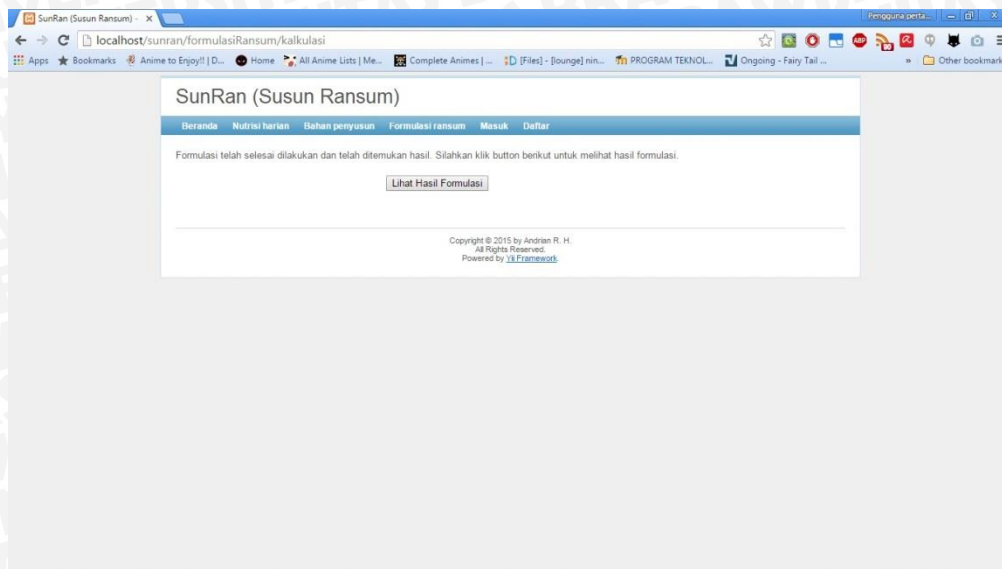 SunRan (Susun Ransum) -
Pengguna perta...
localhost/sunran/formulasiRansum/kalkulasi
ABP
90
Apps Bookmarks Anime to Enjoy!! | D... Home All Anime Lists | Me... Complete Animes | ... [Files] - [lounge] nin... PROGRAM TEKNOL... Ongoing - Fairy Tail ... » Other bookmark
SunRan (Susun Ransum)
Beranda Nutrisi harian Bahan penyusun Formulasi ransum Masuk Daftar
Formulasi telah selesai dilakukan dan telah ditemukan hasil. Silahkan klik button berikut untuk melihat hasil formulasi.
Lihat Hasil Formulasi
Copyright © 2015 by Andrian R. H.
All Rights Reserved.
Powered by Yii Framework.